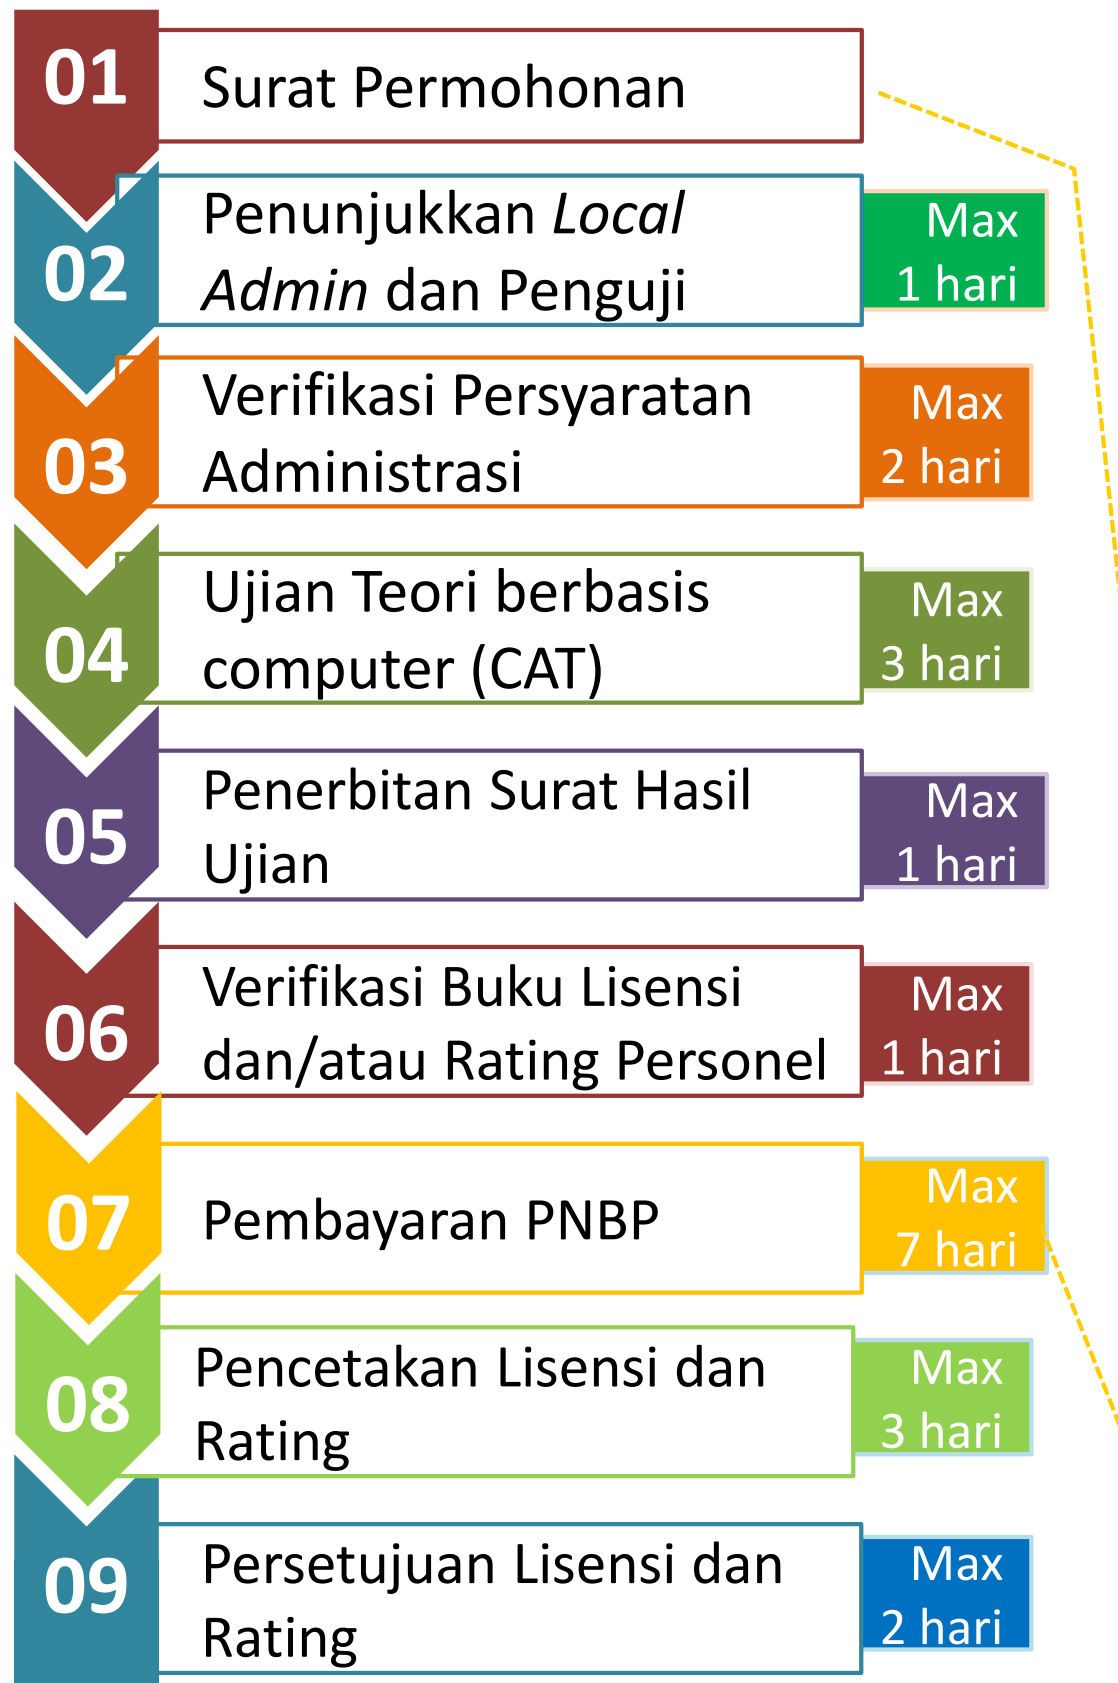 01
Surat Permohonan
02
Penunjukkan Local
Admin dan Penguji
Max
1 hari
03
Verifikasi Persyaratan
Administrasi
Max
2 hari
04
Ujian Teori berbasis
computer (CAT)
Max
3 hari
05
Penerbitan Surat Hasil
Ujian
Max
1 hari
06
Verifikasi Buku Lisensi
dan/atau Rating Personel
Max
1 hari
07
Pembayaran PNBP
Max
7 hari
08
Pencetakan Lisensi dan
Rating
Max
3 hari
09
Persetujuan Lisensi dan
Rating
Max
2 hari